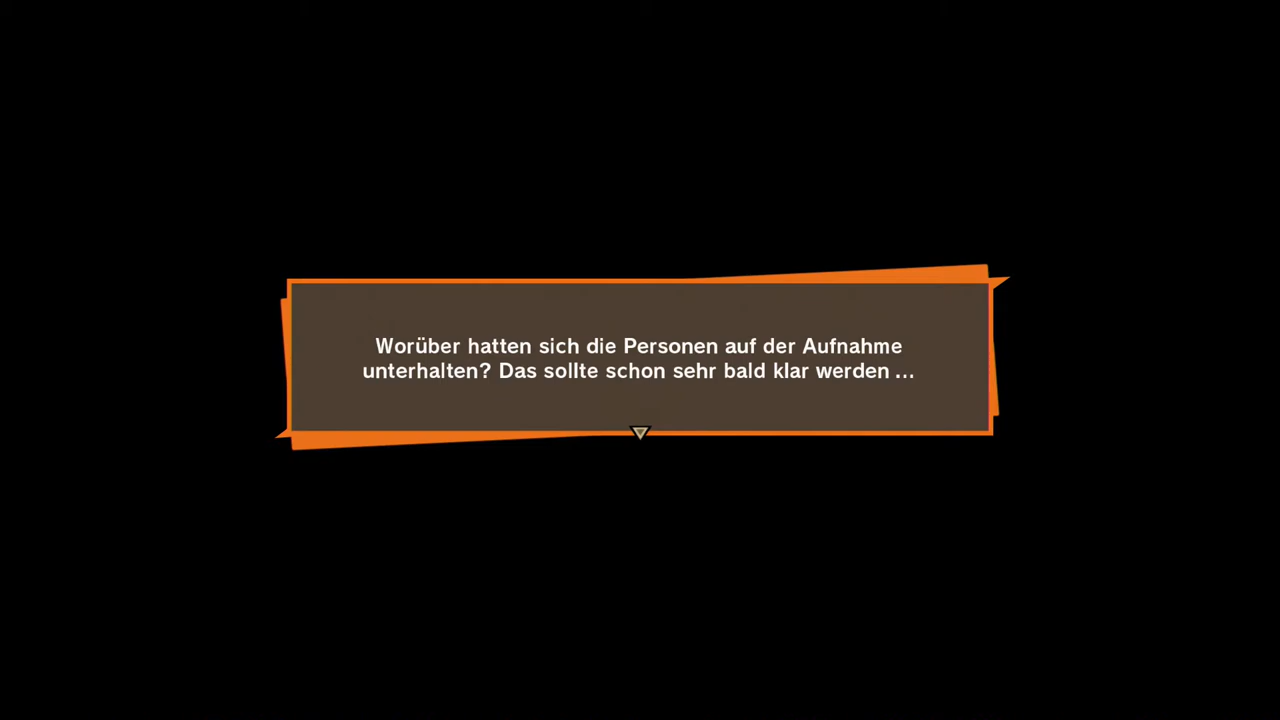 Worüber hatten sich die Personen auf der Aufnahme
unterhalten? Das sollte schon sehr bald klar werden ...